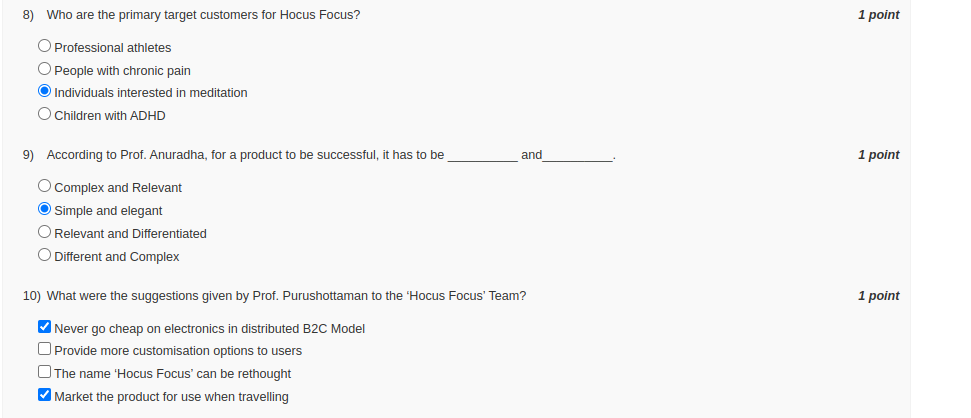 8) Who are the primary target customers for Hocus Focus? 1 point
Professional athletes
People with chronic pain
Individuals interested in meditation
Children with ADHD
9) According to Prof. Anuradha, for a product to be successful, it has to be __________ and__________. 1 point
Complex and Relevant
Simple and elegant
Relevant and Differentiated
Different and Complex
10) What were the suggestions given by Prof. Purushottaman to the ‘Hocus Focus’ Team? 1 point
Never go cheap on electronics in distributed B2C Model
Provide more customisation options to users
The name ‘Hocus Focus’ can be rethought
Market the product for use when travelling